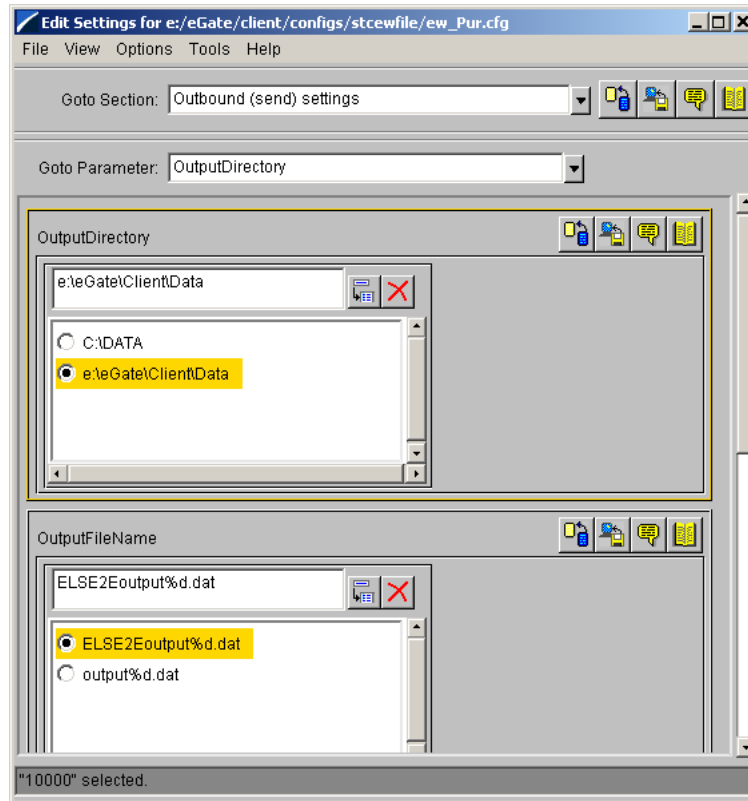 Edit Settings for e:/eGate/client/configs/stcewfile/ew_Pur.cfg
File View Options Tools Help
Goto Section: Outbound (send) settings
Goto Parameter: OutputDirectory
OutputDirectory
e:\eGate\Client\Data
C:\DATA
e:\eGate\Client\Data
OutputFileName
ELSE2Eoutput%d.dat
ELSE2Eoutput%d.dat
output%d.dat
"10000" selected.